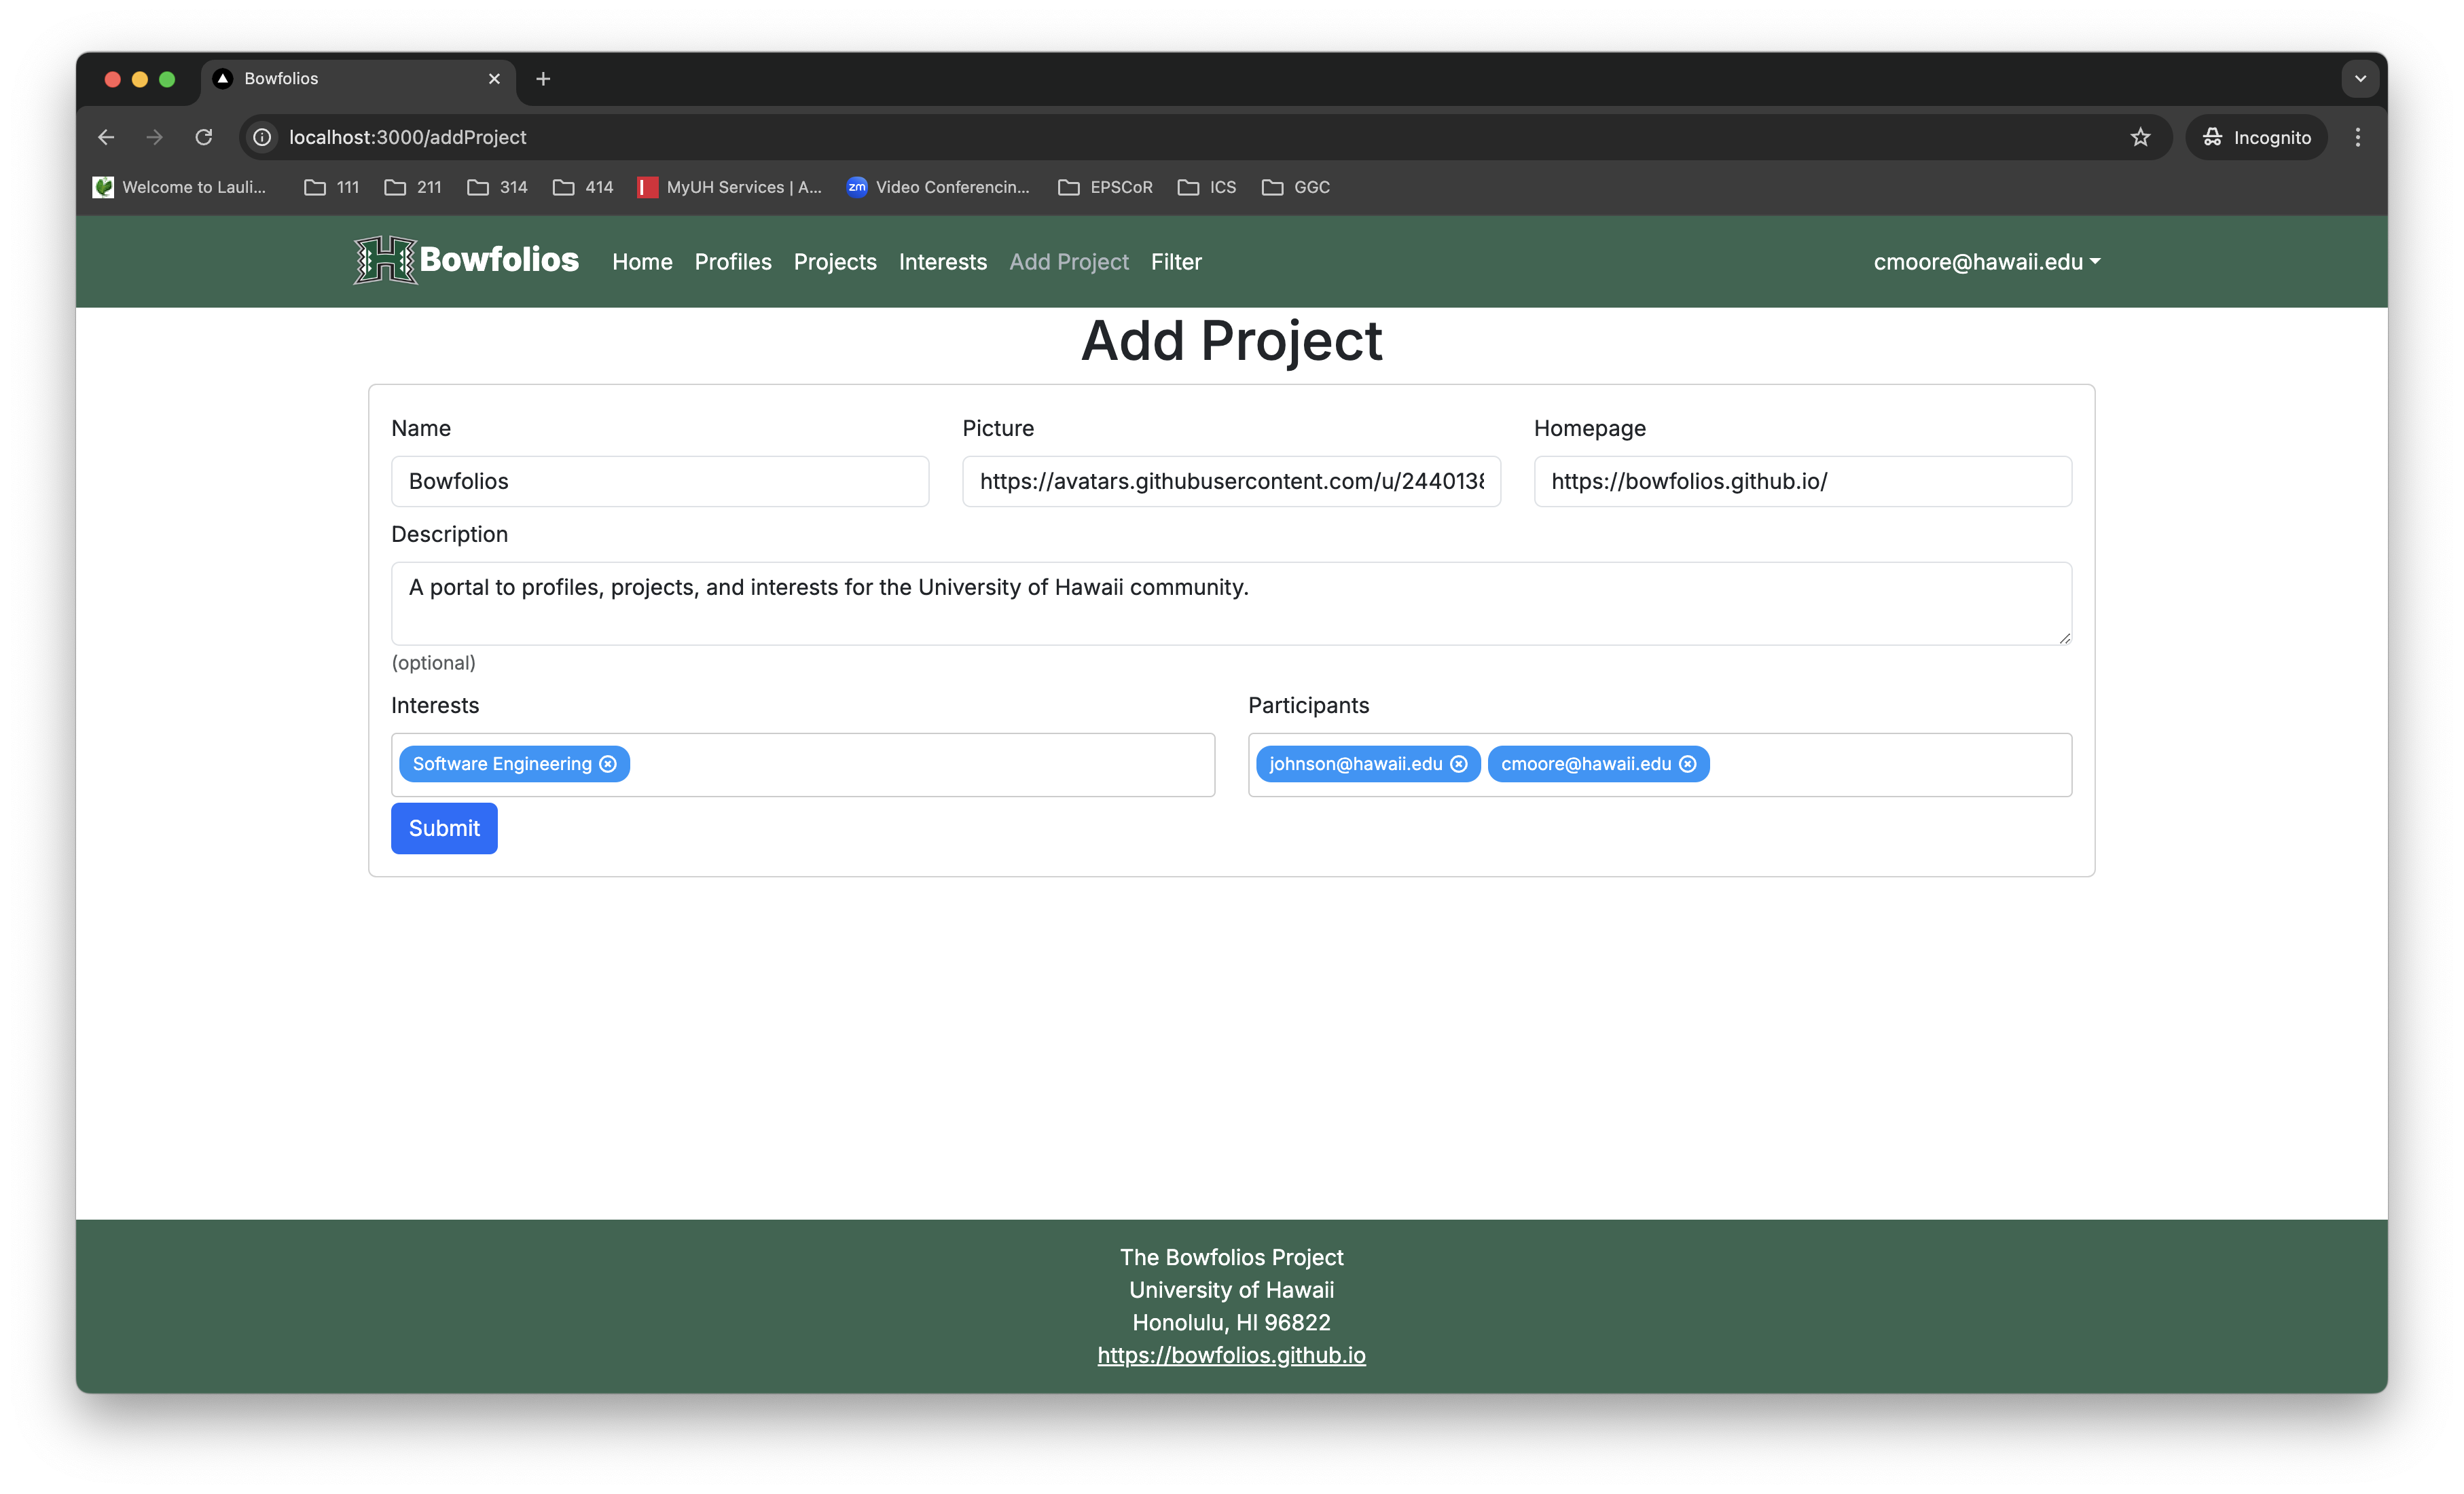 Bowfolios
localhost:3000/addProject
Incognito
Welcome to Lauli... 111 211 314 414 MyUH Services | A... zm Video Conferencin... EPSCoR ICS GGC
H Bowfolios Home Profiles Projects Interests Add Project Filter cmoore@hawaii.edu
Add Project
Name Picture Homepage
Bowfolios https://avatars.githubusercontent.com/u/2440138 https://bowfolios.github.io/
Description
A portal to profiles, projects, and interests for the University of Hawaii community.
(optional)
Interests Participants
Software Engineering johnson@hawaii.edu cmoore@hawaii.edu
Submit
The Bowfolios Project
University of Hawaii
Honolulu, HI 96822
https://bowfolios.github.io